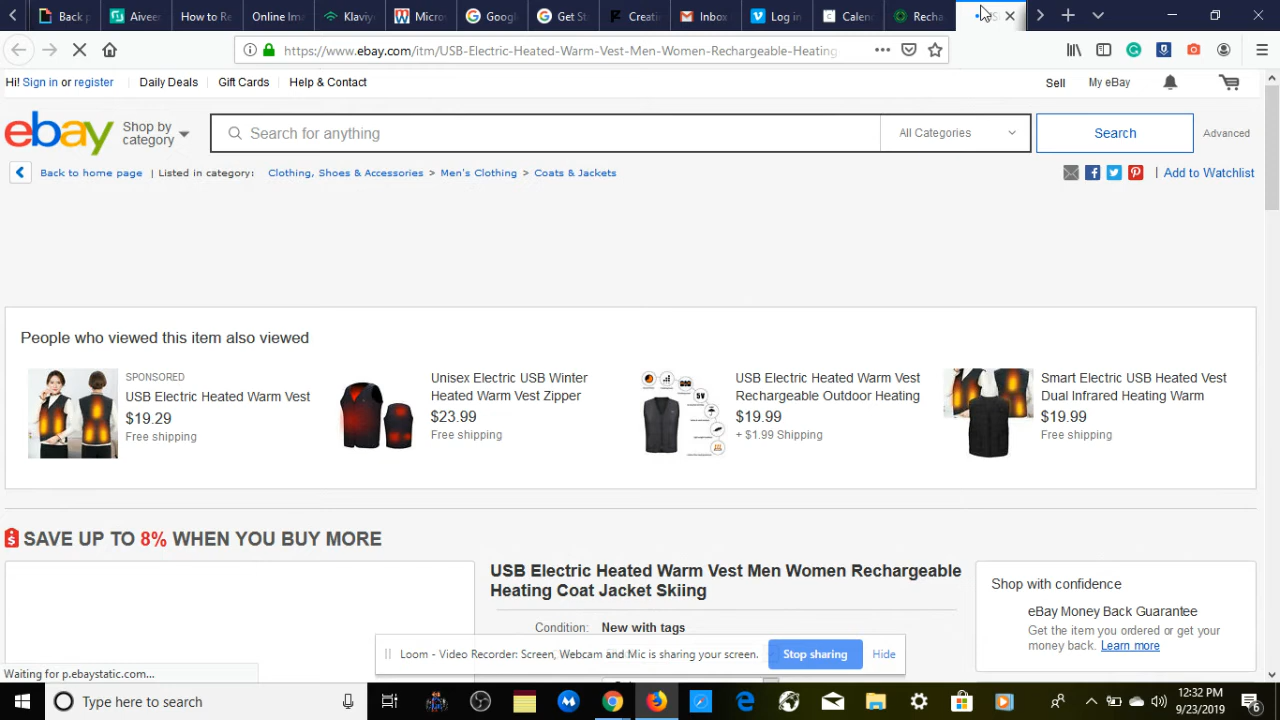 Back p
Aiveer
How to Re
Online Ima
Klaviy
Micro
Googl
Get St
Creati
Inbox
Log in
Calenc
Recha
https://www.ebay.com/itm/USB-Electric-Heated-Warm-Vest-Men-Women-Rechargeable-Heating
Hi! Sign in or register
Daily Deals
Gift Cards
Help & Contact
Sell
My eBay
ebay
Shop by
category
Search for anything
All Categories
Search
Advanced
Back to home page | Listed in category: Clothing, Shoes & Accessories > Men's Clothing > Coats & Jackets
| Add to Watchlist
People who viewed this item also viewed
SPONSORED
USB Electric Heated Warm Vest
$19.29
Free shipping
Unisex Electric USB Winter
Heated Warm Vest Zipper
$23.99
Free shipping
USB Electric Heated Warm Vest
Rechargeable Outdoor Heating
$19.99
+ $1.99 Shipping
Smart Electric USB Heated Vest
Dual Infrared Heating Warm
$19.99
Free shipping
SAVE UP TO 8% WHEN YOU BUY MORE
USB Electric Heated Warm Vest Men Women Rechargeable
Heating Coat Jacket Skiing
Condition: New with tags
Shop with confidence
eBay Money Back Guarantee
Get the item you ordered or get your
money back. Learn more
Loom - Video Recorder: Screen, Webcam and Mic is sharing your screen.
Stop sharing
Hide
Waiting for p.ebaystatic.com...
Type here to search
12:32 PM
9/23/2019
6